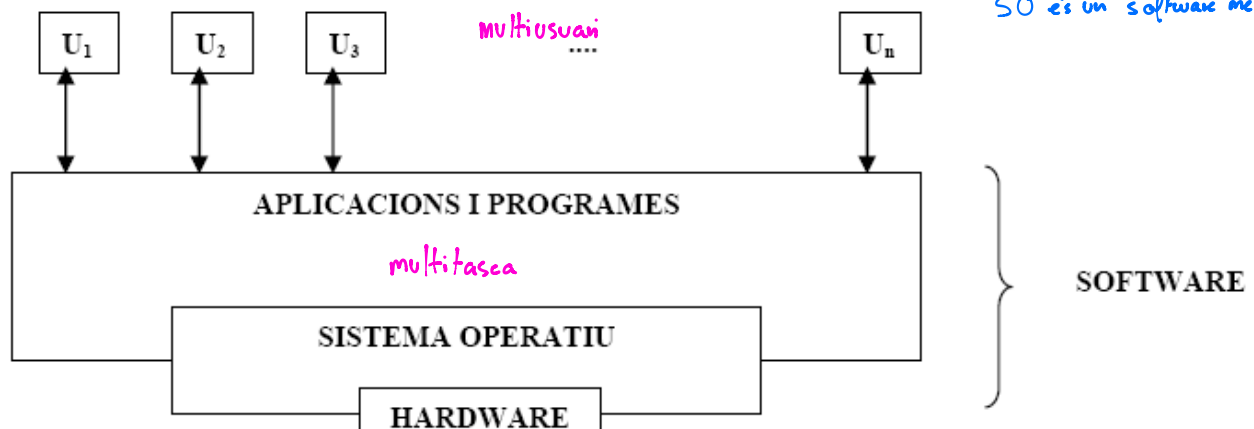 SO és un software
U₁ U₂ U₃ multiusuari .... Uₙ
APLICACIONS I PROGRAMES
multitasca
SOFTWARE
SISTEMA OPERATIU
HARDWARE